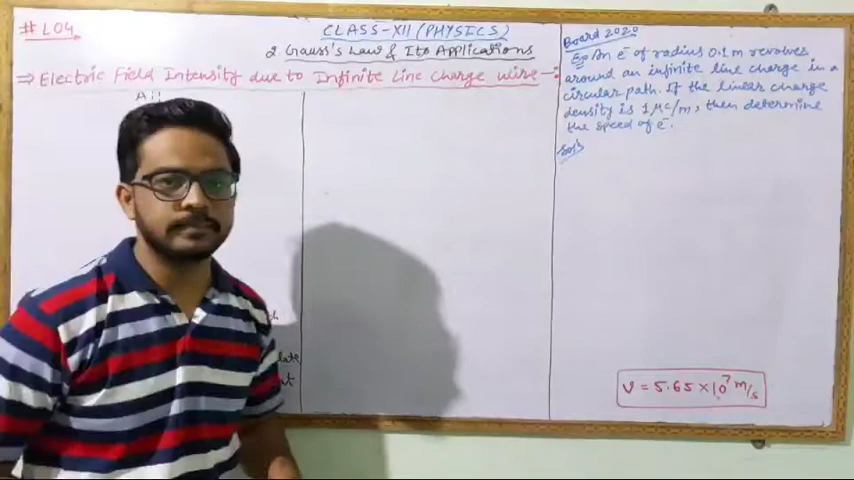 # L04
CLASS-XII (PHYSICS)
2 Gauss's Law & Its Applications
⇒ Electric Field Intensity due to Infinite Line Charge wire –:
Board 2020
Eg An e⁻ of radius 0.1 m revolves
around an infinite line charge in a
circular path. If the linear charge
density is 1 μc/m, then determine
the speed of e⁻.
Solⁿ
v = 5.65 × 10⁷ m/s